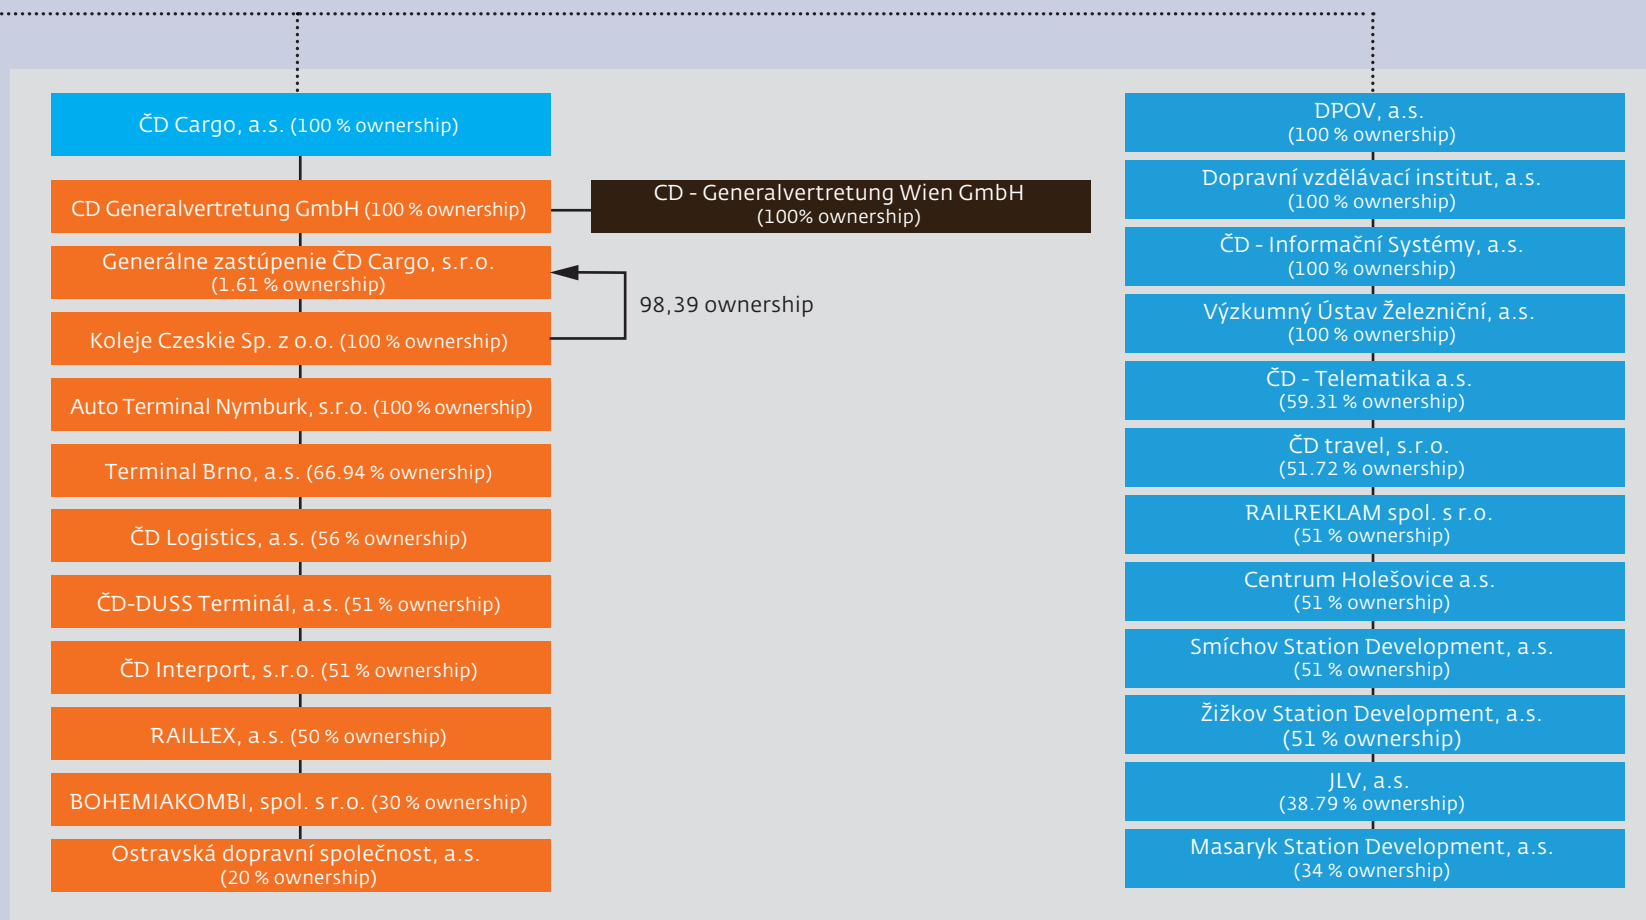 ČD Cargo, a.s. (100 % ownership)
CD Generalvertretung GmbH (100 % ownership)
CD - Generalvertretung Wien GmbH
(100% ownership)
Generálne zastúpenie ČD Cargo, s.r.o.
(1.61 % ownership)
98,39 ownership
Koleje Czeskie Sp. z o.o. (100 % ownership)
Auto Terminal Nymburk, s.r.o. (100 % ownership)
Terminal Brno, a.s. (66.94 % ownership)
ČD Logistics, a.s. (56 % ownership)
ČD-DUSS Terminál, a.s. (51 % ownership)
ČD Interport, s.r.o. (51 % ownership)
RAILLEX, a.s. (50 % ownership)
BOHEMIAKOMBI, spol. s r.o. (30 % ownership)
Ostravská dopravní společnost, a.s.
(20 % ownership)
DPOV, a.s.
(100 % ownership)
Dopravní vzdělávací institut, a.s.
(100 % ownership)
ČD - Informační Systémy, a.s.
(100 % ownership)
Výzkumný Ústav Železniční, a.s.
(100 % ownership)
ČD - Telematika a.s.
(59.31 % ownership)
ČD travel, s.r.o.
(51.72 % ownership)
RAILREKLAM spol. s r.o.
(51 % ownership)
Centrum Holešovice a.s.
(51 % ownership)
Smíchov Station Development, a.s.
(51 % ownership)
Žižkov Station Development, a.s.
(51 % ownership)
JLV, a.s.
(38.79 % ownership)
Masaryk Station Development, a.s.
(34 % ownership)